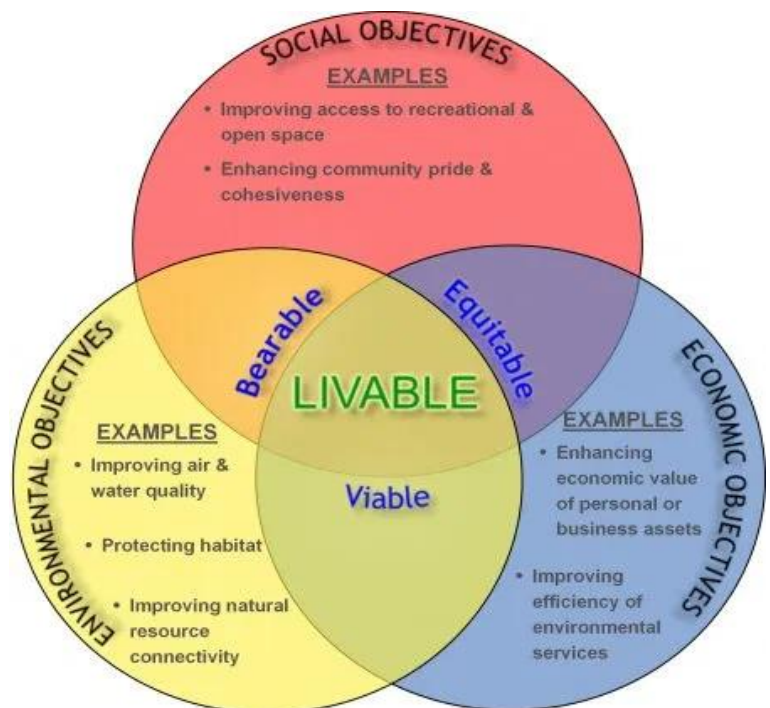 SOCIAL OBJECTIVES
EXAMPLES
• Improving access to recreational &
open space
• Enhancing community pride &
cohesiveness
Bearable
Equitable
LIVABLE
Viable
ENVIRONMENTAL OBJECTIVES
EXAMPLES
• Improving air &
water quality
• Protecting habitat
• Improving natural
resource
connectivity
ECONOMIC OBJECTIVES
EXAMPLES
• Enhancing
economic value
of personal or
business assets
• Improving
efficiency of
environmental
services